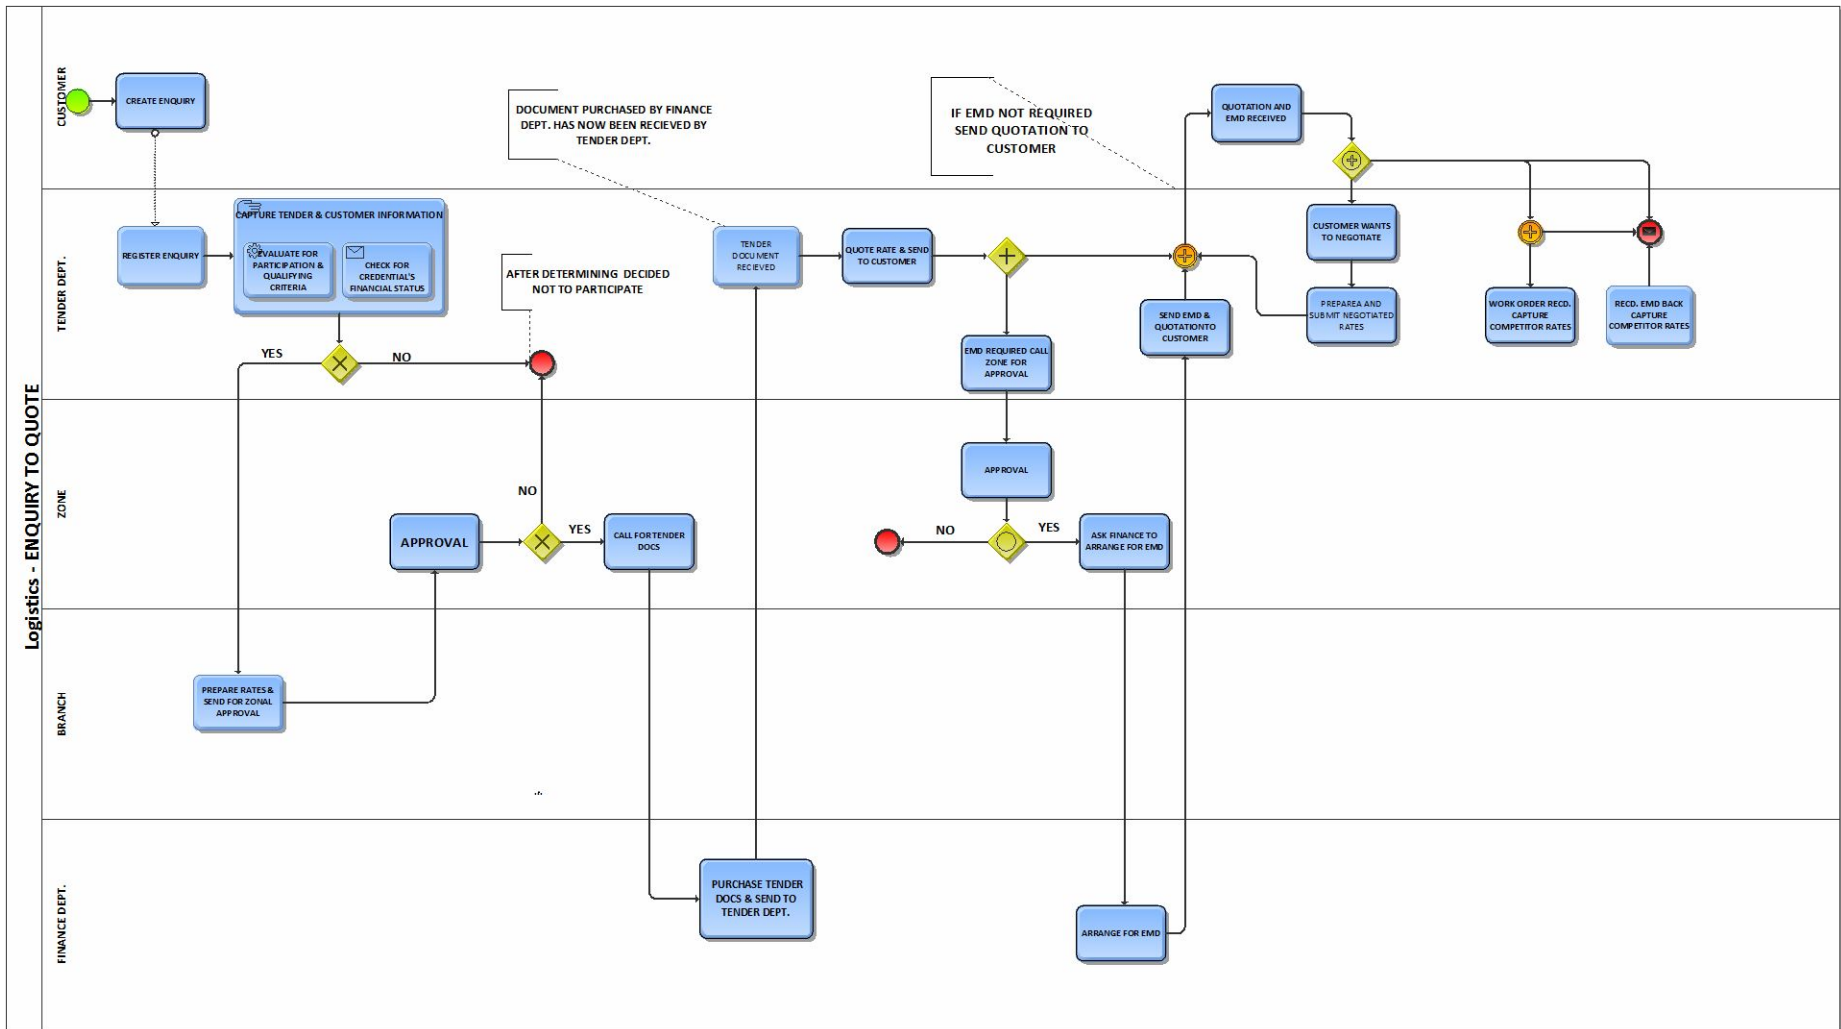 Logistics - ENQUIRY TO QUOTE
CUSTOMER
CREATE ENQUIRY
DOCUMENT PURCHASED BY FINANCE
DEPT. HAS NOW BEEN RECIEVED BY
TENDER DEPT.
IF EMD NOT REQUIRED
SEND QUOTATION TO
CUSTOMER
QUOTATION AND
EMD RECEIVED
TENDER DEPT.
REGISTER ENQUIRY
CAPTURE TENDER & CUSTOMER INFORMATION
EVALUATE FOR
PARTICIPATION &
QUALIFYING
CRITERIA
CHECK FOR
CREDENTIAL'S
FINANCIAL STATUS
YES
NO
AFTER DETERMINING DECIDED
NOT TO PARTICIPATE
TENDER
DOCUMENT
RECIEVED
QUOTE RATE & SEND
TO CUSTOMER
EMD REQUIRED CALL
ZONE FOR
APPROVAL
SEND EMD &
QUOTATIONTO
CUSTOMER
CUSTOMER WANTS
TO NEGOTIATE
PREPAREA AND
SUBMIT NEGOTIATED
RATES
WORK ORDER RECD.
CAPTURE
COMPETITOR RATES
RECD. EMD BACK
CAPTURE
COMPETITOR RATES
ZONE
APPROVAL
NO
YES
CALL FOR TENDER
DOCS
APPROVAL
NO
YES
ASK FINANCE TO
ARRANGE FOR EMD
BRANCH
PREPARE RATES &
SEND FOR ZONAL
APPROVAL
FINANCE DEPT.
PURCHASE TENDER
DOCS & SEND TO
TENDER DEPT.
ARRANGE FOR EMD